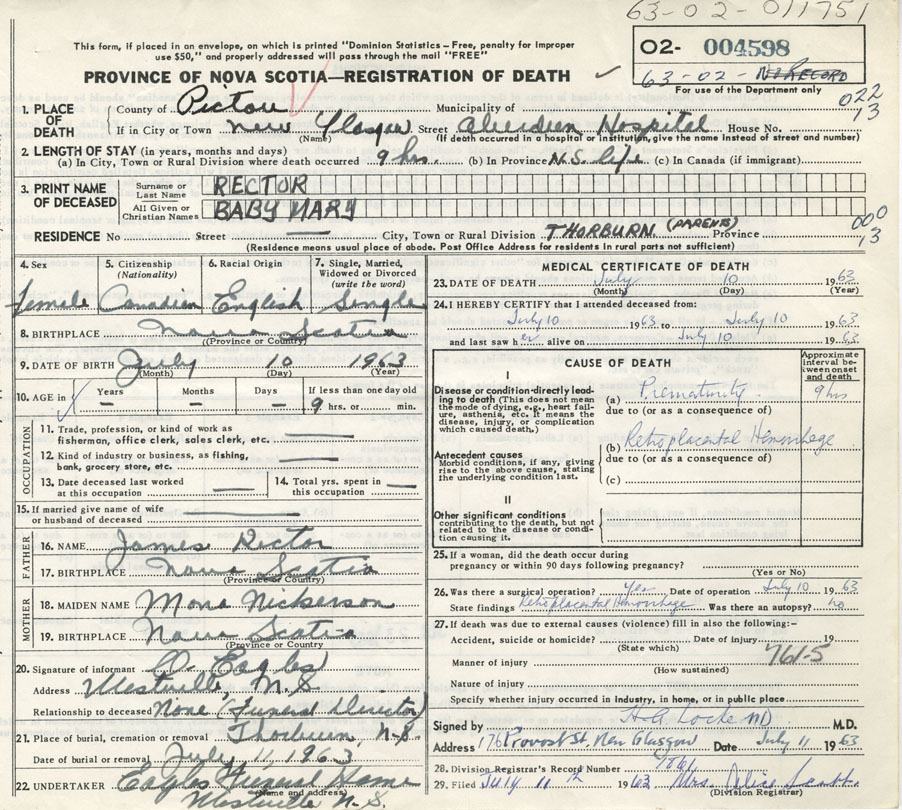 63-02-011751
This form, if placed in an envelope, on which is printed "Dominion Statistics – Free, penalty for improper
use $50," and properly addressed will pass through the mail "FREE"
02- 004598
63-02- No Record
For use of the Department only
PROVINCE OF NOVA SCOTIA—REGISTRATION OF DEATH
022
13
1. PLACE OF DEATH
County of Pictou Municipality of
If in City or Town New Glasgow Street Aberdeen Hospital House No.
(Name) (If death occurred in a hospital or institution, give the name instead of street and number)
2. LENGTH OF STAY (in years, months and days)
(a) In City, Town or Rural Division where death occurred 9 hrs. (b) In Province N.S. life (c) In Canada (if immigrant)
3. PRINT NAME OF DECEASED
Surname or Last Name RECTOR
All Given or Christian Names BABY MARY
000
13
RESIDENCE No Street City, Town or Rural Division THORBURN (PARENTS) Province
(Residence means usual place of abode. Post Office Address for residents in rural parts not sufficient)
4. Sex
Female
5. Citizenship
(Nationality)
Canadian
6. Racial Origin
English
7. Single, Married,
Widowed or Divorced
(write the word)
Single
8. BIRTHPLACE Nova Scotia
(Province or Country)
9. DATE OF BIRTH July 10 1963
(Month) (Day) (Year)
10. AGE in Years Months Days If less than one day old
– – – 9 hrs. or min.
OCCUPATION
11. Trade, profession, or kind of work as
fisherman, office clerk, sales clerk, etc.
12. Kind of industry or business, as fishing,
bank, grocery store, etc.
13. Date deceased last worked
at this occupation
14. Total yrs. spent in
this occupation
15. If married give name of wife
or husband of deceased
FATHER
16. NAME James Rector
17. BIRTHPLACE Nova Scotia
(Province or Country)
MOTHER
18. MAIDEN NAME Mona Nickerson
19. BIRTHPLACE Nova Scotia
(Province or Country)
20. Signature of informant D. Eagles
Address Westville, N.S.
Relationship to deceased None (Funeral Director)
21. Place of burial, cremation or removal Thorburn, N.S.
Date of burial or removal July 11, 1963
22. UNDERTAKER Eagles Funeral Home
(Name and address)
Westville N.S.
MEDICAL CERTIFICATE OF DEATH
23. DATE OF DEATH July 10 1963
(Month) (Day) (Year)
24. I HEREBY CERTIFY that I attended deceased from:
July 10 1963 to July 10 1963
and last saw her alive on July 10 1963
CAUSE OF DEATH
Approximate
interval be-
tween onset
and death
I
Disease or condition directly lead-
ing to death (This does not mean
the mode of dying, e.g., heart fail-
ure, asthenia, etc. It means the
disease, injury, or complication
which caused death.)
(a) Prematurity 9 hrs
due to (or as a consequence of)
Antecedent causes
Morbid conditions, if any, giving
rise to the above cause, stating
the underlying condition last.
(b) Retroplacental Hemorrhage
due to (or as a consequence of)
(c)
II
Other significant conditions
contributing to the death, but not
related to the disease or condi-
tion causing it.
25. If a woman, did the death occur during
pregnancy or within 90 days following pregnancy?
(Yes or No)
26. Was there a surgical operation? Yes Date of operation July 10 1963
State findings Retroplacental Hemorrhage Was there an autopsy? no
27. If death was due to external causes (violence) fill in also the following:–
Accident, suicide or homicide? Date of injury 19
(State which)
761-5
Manner of injury
(How sustained)
Nature of injury
Specify whether injury occurred in industry, in home, or in public place
Signed by H.A. Locke MD M.D.
Address 176 Provost St, New Glasgow Date July 11 1963
28. Division Registrar's Record Number
29. Filed July 11th 1963 Mrs. Alice
(Division Registrar)